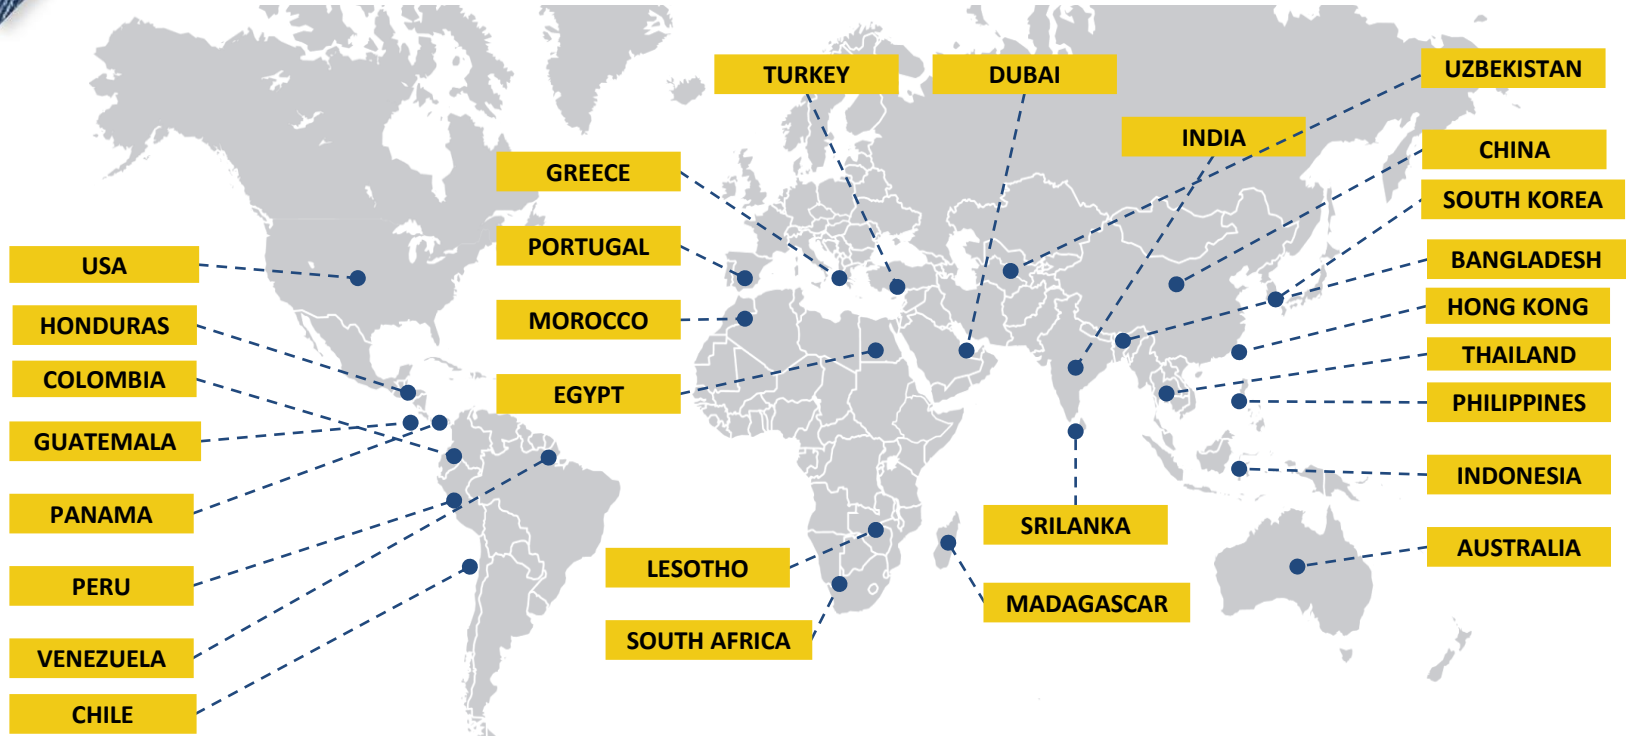 USA
HONDURAS
COLOMBIA
GUATEMALA
PANAMA
PERU
VENEZUELA
CHILE
TURKEY
DUBAI
GREECE
PORTUGAL
MOROCCO
EGYPT
LESOTHO
SOUTH AFRICA
INDIA
SRILANKA
MADAGASCAR
UZBEKISTAN
CHINA
SOUTH KOREA
BANGLADESH
HONG KONG
THAILAND
PHILIPPINES
INDONESIA
AUSTRALIA